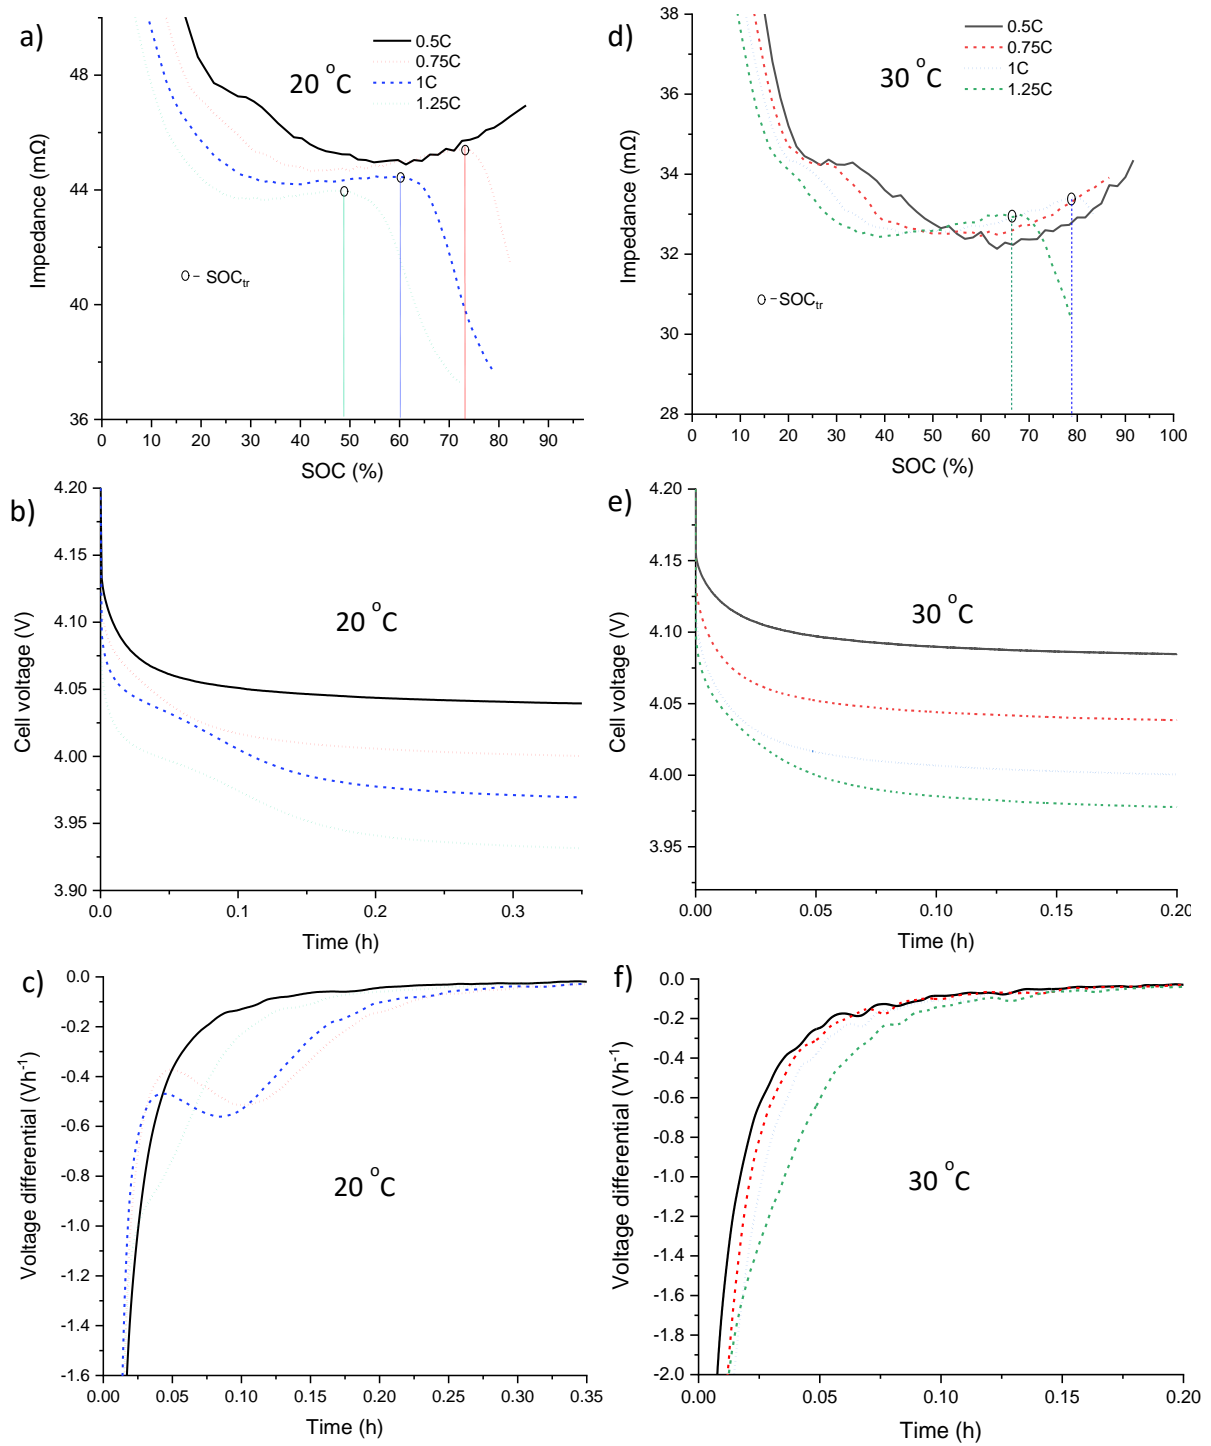 a)
20 °C
0.5C
0.75C
1C
1.25C
O - SOCtr
Impedance (mΩ)
48
44
40
36
0 10 20 30 40 50 60 70 80 90
SOC (%)
d)
30 °C
0.5C
0.75C
1C
1.25C
O - SOCtr
Impedance (mΩ)
38
36
34
32
30
28
0 10 20 30 40 50 60 70 80 90 100
SOC (%)
b)
20 °C
Cell voltage (V)
4.20
4.15
4.10
4.05
4.00
3.95
3.90
0.0 0.1 0.2 0.3
Time (h)
e)
30 °C
Cell voltage (V)
4.20
4.15
4.10
4.05
4.00
3.95
0.00 0.05 0.10 0.15 0.20
Time (h)
c)
20 °C
Voltage differential (Vh-1)
0.0
-0.2
-0.4
-0.6
-0.8
-1.0
-1.2
-1.4
-1.6
0.00 0.05 0.10 0.15 0.20 0.25 0.30 0.35
Time (h)
f)
30 °C
Voltage differential (Vh-1)
0.0
-0.2
-0.4
-0.6
-0.8
-1.0
-1.2
-1.4
-1.6
-1.8
-2.0
0.00 0.05 0.10 0.15 0.20
Time (h)